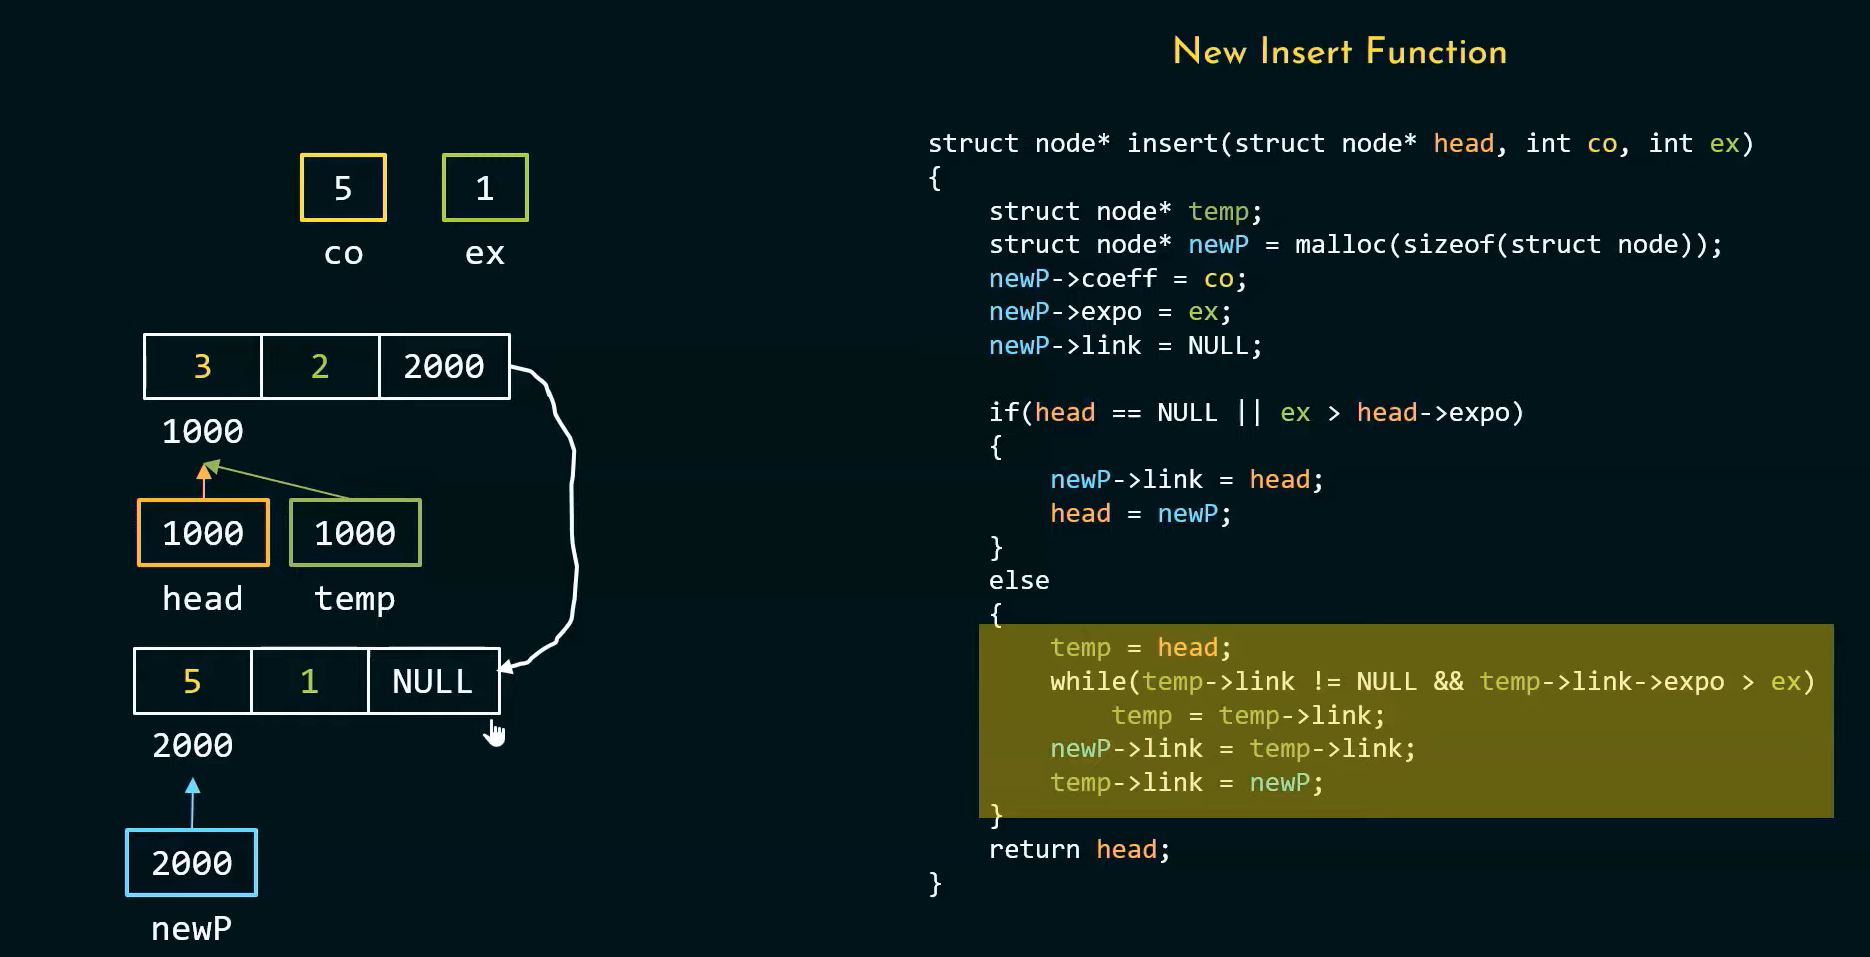 New Insert Function
5 1
co ex
3 2 2000
1000
1000 1000
head temp
5 1 NULL
2000
2000
newP
struct node* insert(struct node* head, int co, int ex)
{
    struct node* temp;
    struct node* newP = malloc(sizeof(struct node));
    newP->coeff = co;
    newP->expo = ex;
    newP->link = NULL;
    if(head == NULL || ex > head->expo)
    {
        newP->link = head;
        head = newP;
    }
    else
    {
        temp = head;
        while(temp->link != NULL && temp->link->expo > ex)
            temp = temp->link;
        newP->link = temp->link;
        temp->link = newP;
    }
    return head;
}